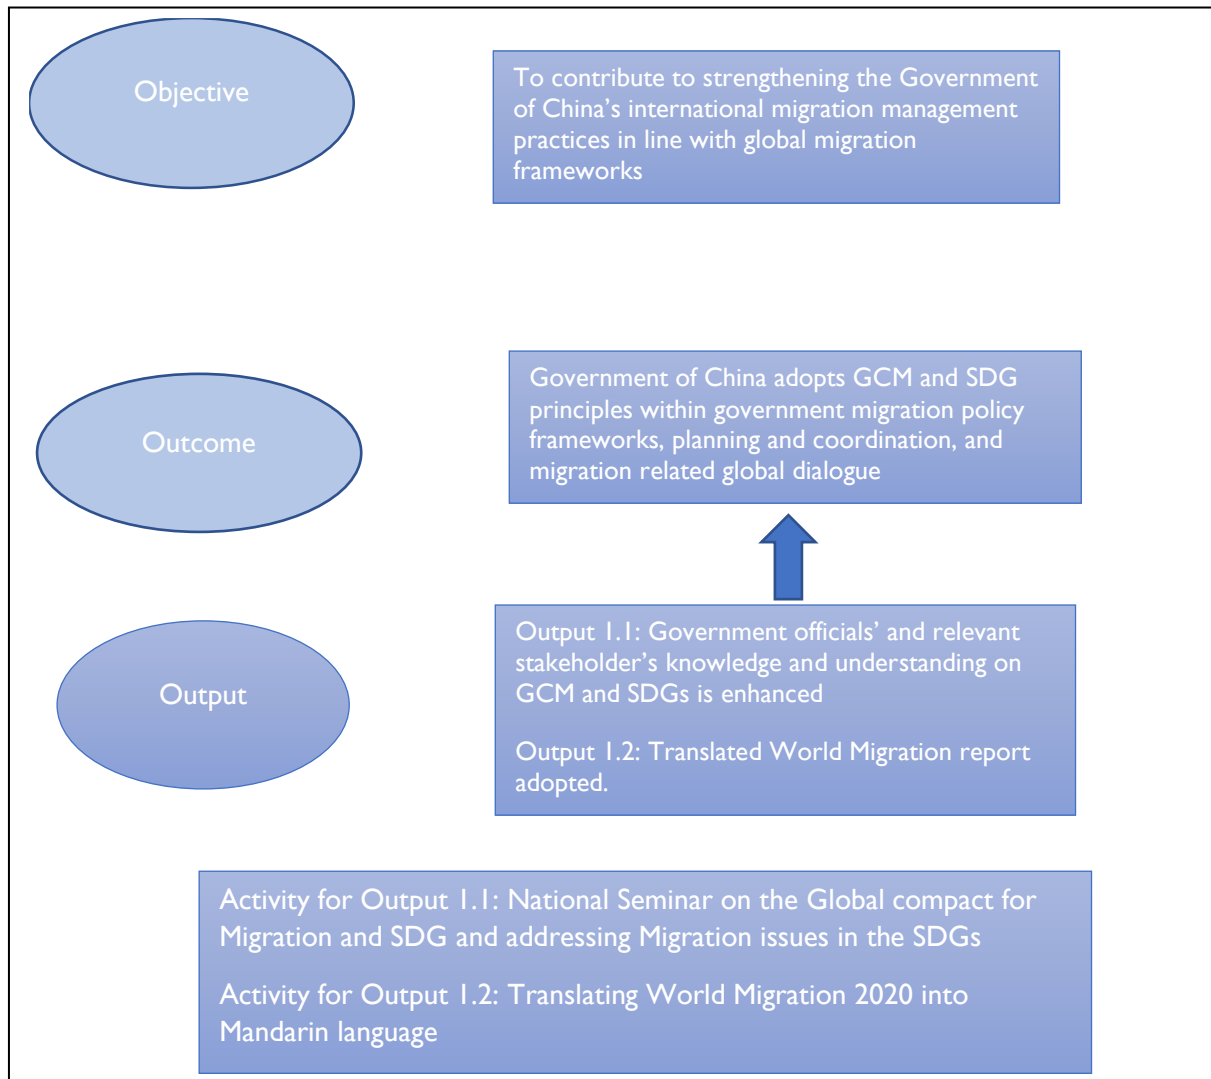 Objective
To contribute to strengthening the Government
of China’s international migration management
practices in line with global migration
frameworks
Outcome
Government of China adopts GCM and SDG
principles within government migration policy
frameworks, planning and coordination, and
migration related global dialogue
Output
Output 1.1: Government officials’ and relevant
stakeholder’s knowledge and understanding on
GCM and SDGs is enhanced
Output 1.2: Translated World Migration report
adopted.
Activity for Output 1.1: National Seminar on the Global compact for
Migration and SDG and addressing Migration issues in the SDGs
Activity for Output 1.2: Translating World Migration 2020 into
Mandarin language